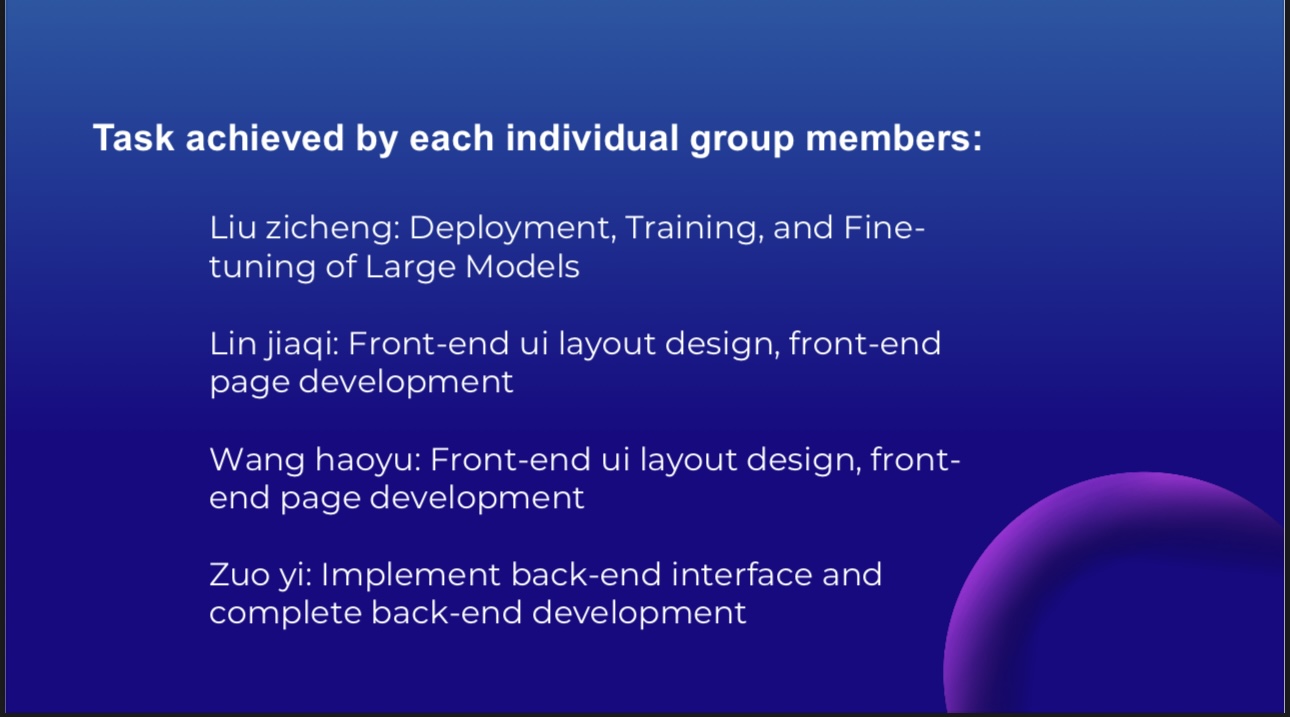 Task achieved by each individual group members:
Liu zicheng: Deployment, Training, and Fine-
tuning of Large Models
Lin jiaqi: Front-end ui layout design, front-end
page development
Wang haoyu: Front-end ui layout design, front-
end page development
Zuo yi: Implement back-end interface and
complete back-end development